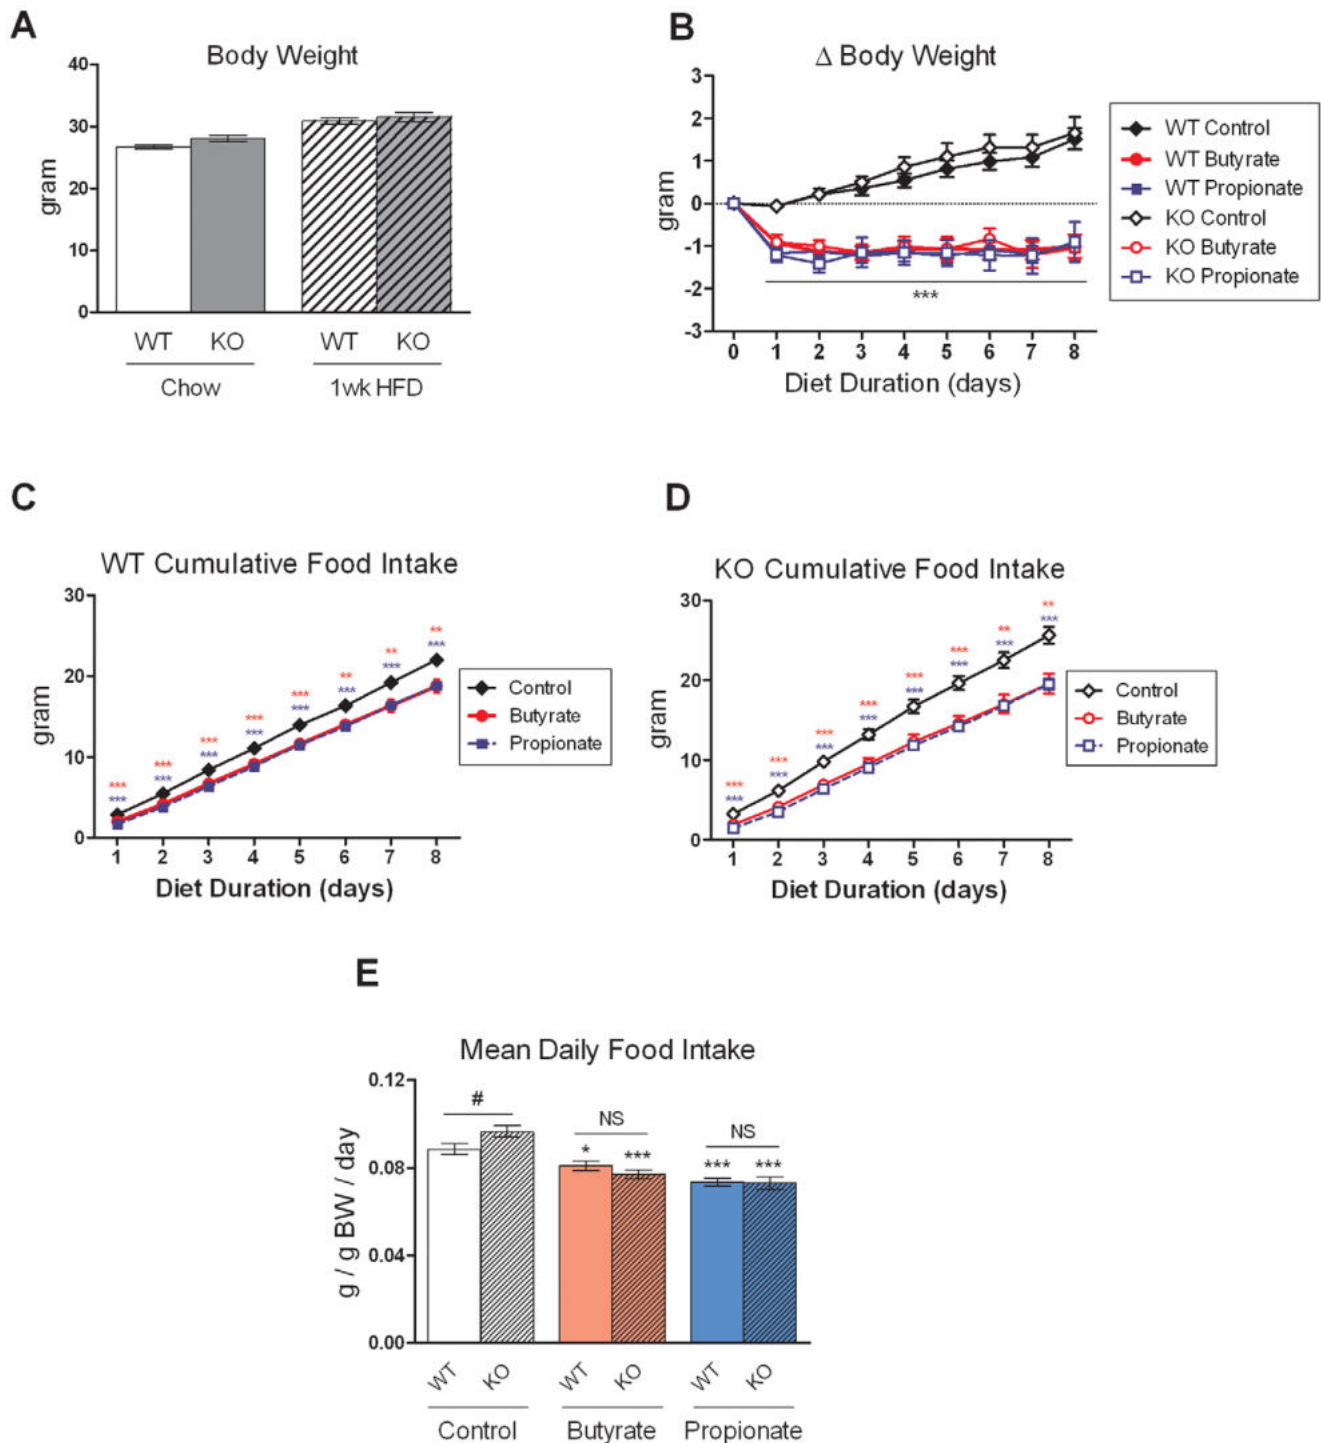 A
Body Weight
40
30
20
10
0
gram
WT KO WT KO
Chow 1wk HFD
B
Δ Body Weight
3
2
1
0
-1
-2
-3
gram
***
0 1 2 3 4 5 6 7 8
Diet Duration (days)
WT Control
WT Butyrate
WT Propionate
KO Control
KO Butyrate
KO Propionate
C
WT Cumulative Food Intake
30
20
10
0
gram
*** *** *** *** *** ** ** **
*** *** *** *** *** *** *** ***
1 2 3 4 5 6 7 8
Diet Duration (days)
Control
Butyrate
Propionate
D
KO Cumulative Food Intake
30
20
10
0
gram
*** *** *** *** *** *** ** **
*** *** *** *** *** *** *** ***
1 2 3 4 5 6 7 8
Diet Duration (days)
Control
Butyrate
Propionate
E
Mean Daily Food Intake
0.12
0.08
0.04
0.00
g / g BW / day
# NS NS
* *** *** ***
WT KO WT KO WT KO
Control Butyrate Propionate